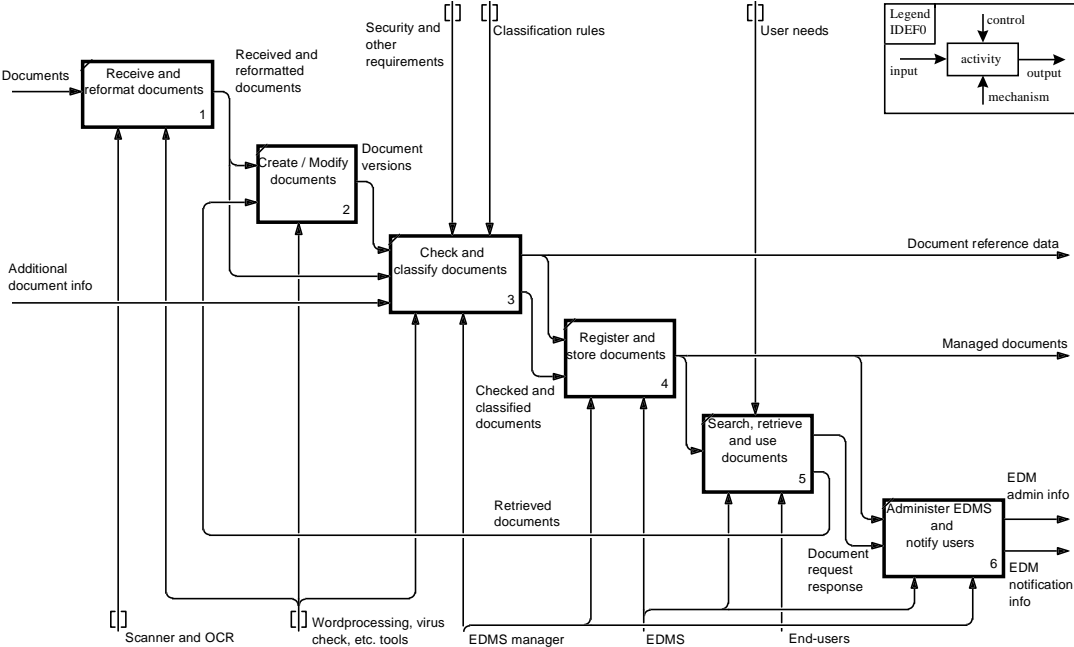 Security and
other
requirements
Classification rules
User needs
Legend
IDEF0
control
input
activity
output
mechanism
Documents
Receive and
reformat documents
1
Received and
reformatted
documents
Create / Modify
documents
2
Document
versions
Check and
classify documents
3
Document reference data
Additional
document info
Register and
store documents
4
Managed documents
Checked and
classified
documents
Search, retrieve
and use
documents
5
Retrieved
documents
Administer EDMS
and
notify users
6
EDM
admin info
Document
request
response
EDM
notification
info
Scanner and OCR
Wordprocessing, virus
check, etc. tools
EDMS manager
EDMS
End-users